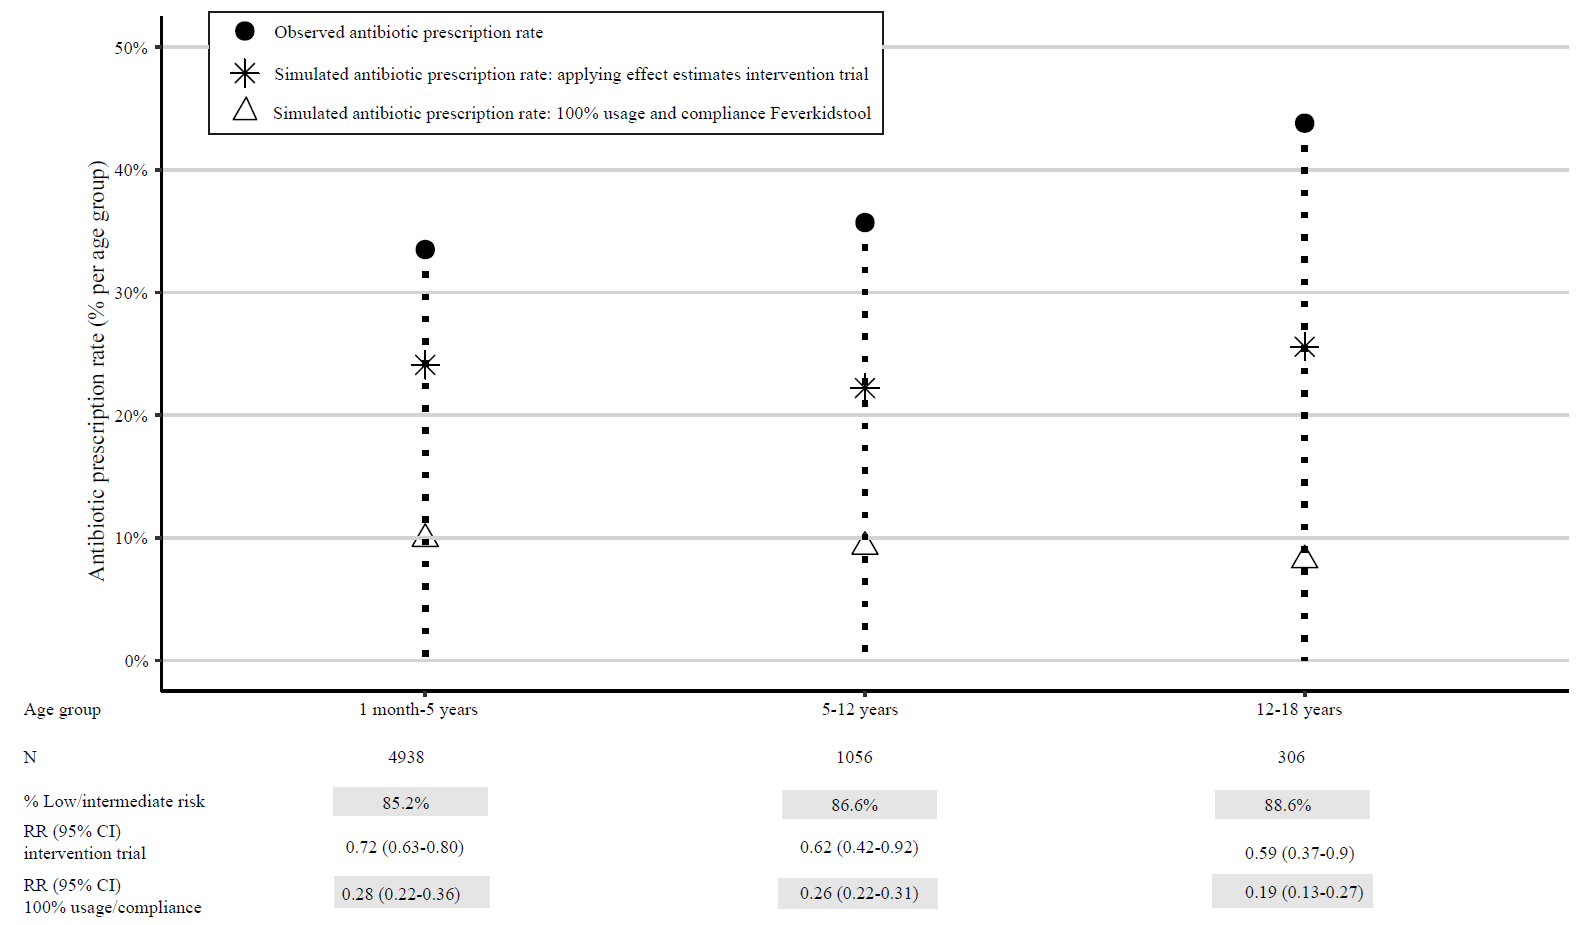 Observed antibiotic prescription rate
Simulated antibiotic prescription rate: applying effect estimates intervention trial
Simulated antibiotic prescription rate: 100% usage and compliance Feverkidstool
Antibiotic prescription rate (% per age group)
50%
40%
30%
20%
10%
0%
Age group 1 month-5 years 5-12 years 12-18 years
N 4938 1056 306
% Low/intermediate risk 85.2% 86.6% 88.6%
RR (95% CI)
intervention trial 0.72 (0.63-0.80) 0.62 (0.42-0.92) 0.59 (0.37-0.9)
RR (95% CI)
100% usage/compliance 0.28 (0.22-0.36) 0.26 (0.22-0.31) 0.19 (0.13-0.27)